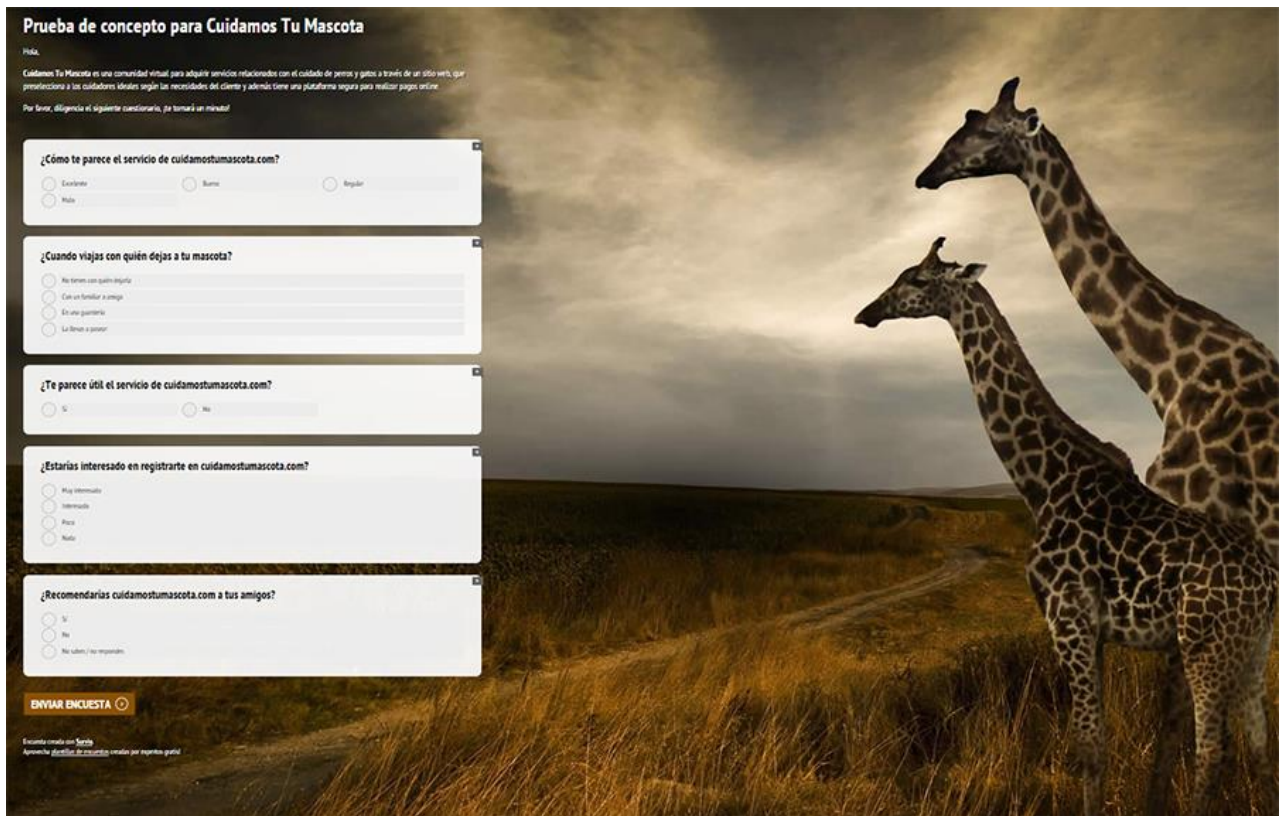 Prueba de concepto para Cuidamos Tu Mascota
Hola,
Cuidamos Tu Mascota es una comunidad virtual para adquirir servicios relacionados con el cuidado de perros y gatos a través de un sitio web, que
preselecciona a los cuidadores ideales según las necesidades del cliente y además tiene una plataforma segura para realizar pagos online
Por favor, diligencia el siguiente cuestionario, ¡te tomará un minuto!
¿Cómo te parece el servicio de cuidamostumascota.com?
Excelente Bueno Regular
Malo
¿Cuando viajas con quién dejas a tu mascota?
No tienes con quién dejarla
Con un familiar o amigo
En una guardería
La llevas a pasear
¿Te parece útil el servicio de cuidamostumascota.com?
Sí No
¿Estarías interesado en registrarte en cuidamostumascota.com?
Muy interesado
Interesado
Poco
Nada
¿Recomendarías cuidamostumascota.com a tus amigos?
Sí
No
No sabes / no respondes
ENVIAR ENCUESTA
Encuesta creada con Survio
Aprovecha plantillas de encuestas creadas por expertos gratis!